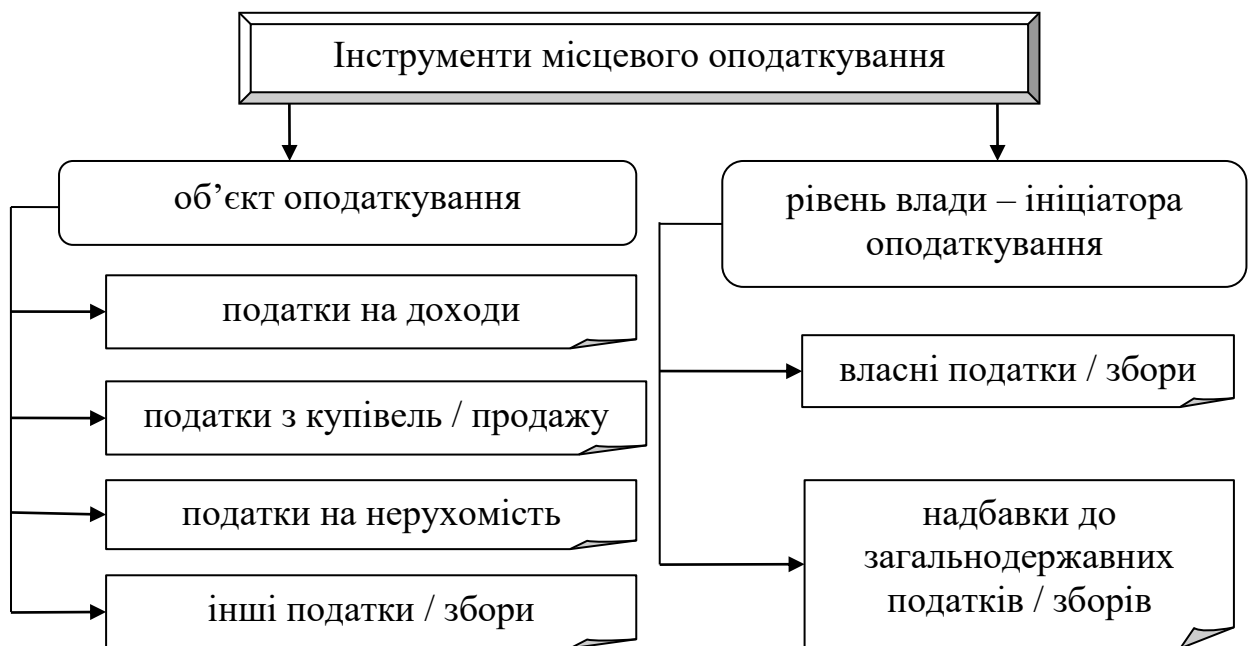 Інструменти місцевого оподаткування
об’єкт оподаткування
податки на доходи
податки з купівель / продажу
податки на нерухомість
інші податки / збори
рівень влади – ініціатора
оподаткування
власні податки / збори
надбавки до
загальнодержавних
податків / зборів